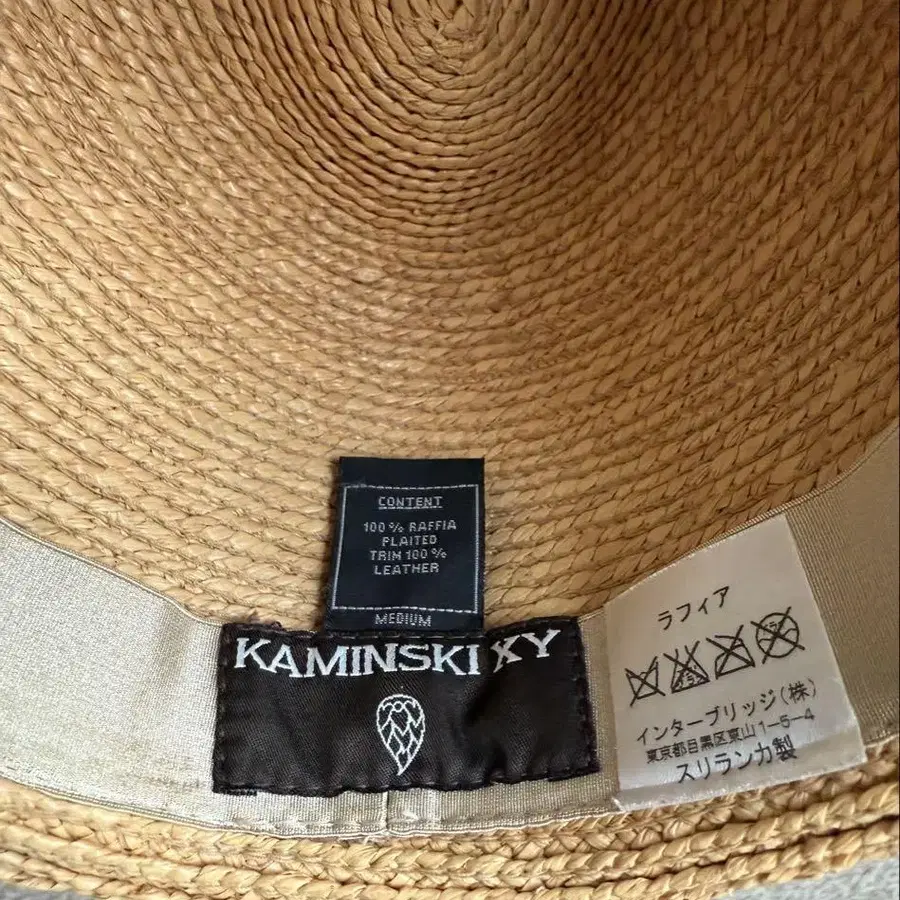 CONTENT
100% RAFFIA
PLAITED
TRIM 100%
LEATHER
MEDIUM
KAMINSKI XY
ラフィア
インターブリッジ(株)
東京都目黒区東山1-5-4
スリランカ製